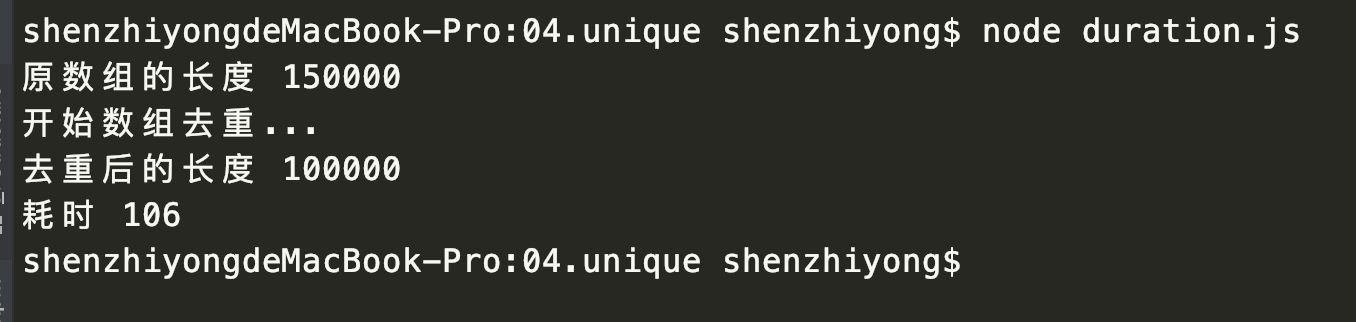 shenzhiyongdeMacBook-Pro:04.unique shenzhiyong$ node duration.js
原数组的长度 150000
开始数组去重...
去重后的长度 100000
耗时 106
shenzhiyongdeMacBook-Pro:04.unique shenzhiyong$